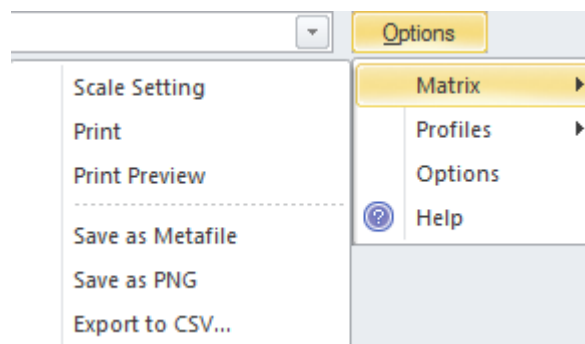 Options
Scale Setting
Print
Print Preview
Save as Metafile
Save as PNG
Export to CSV...
Matrix
Profiles
Options
Help